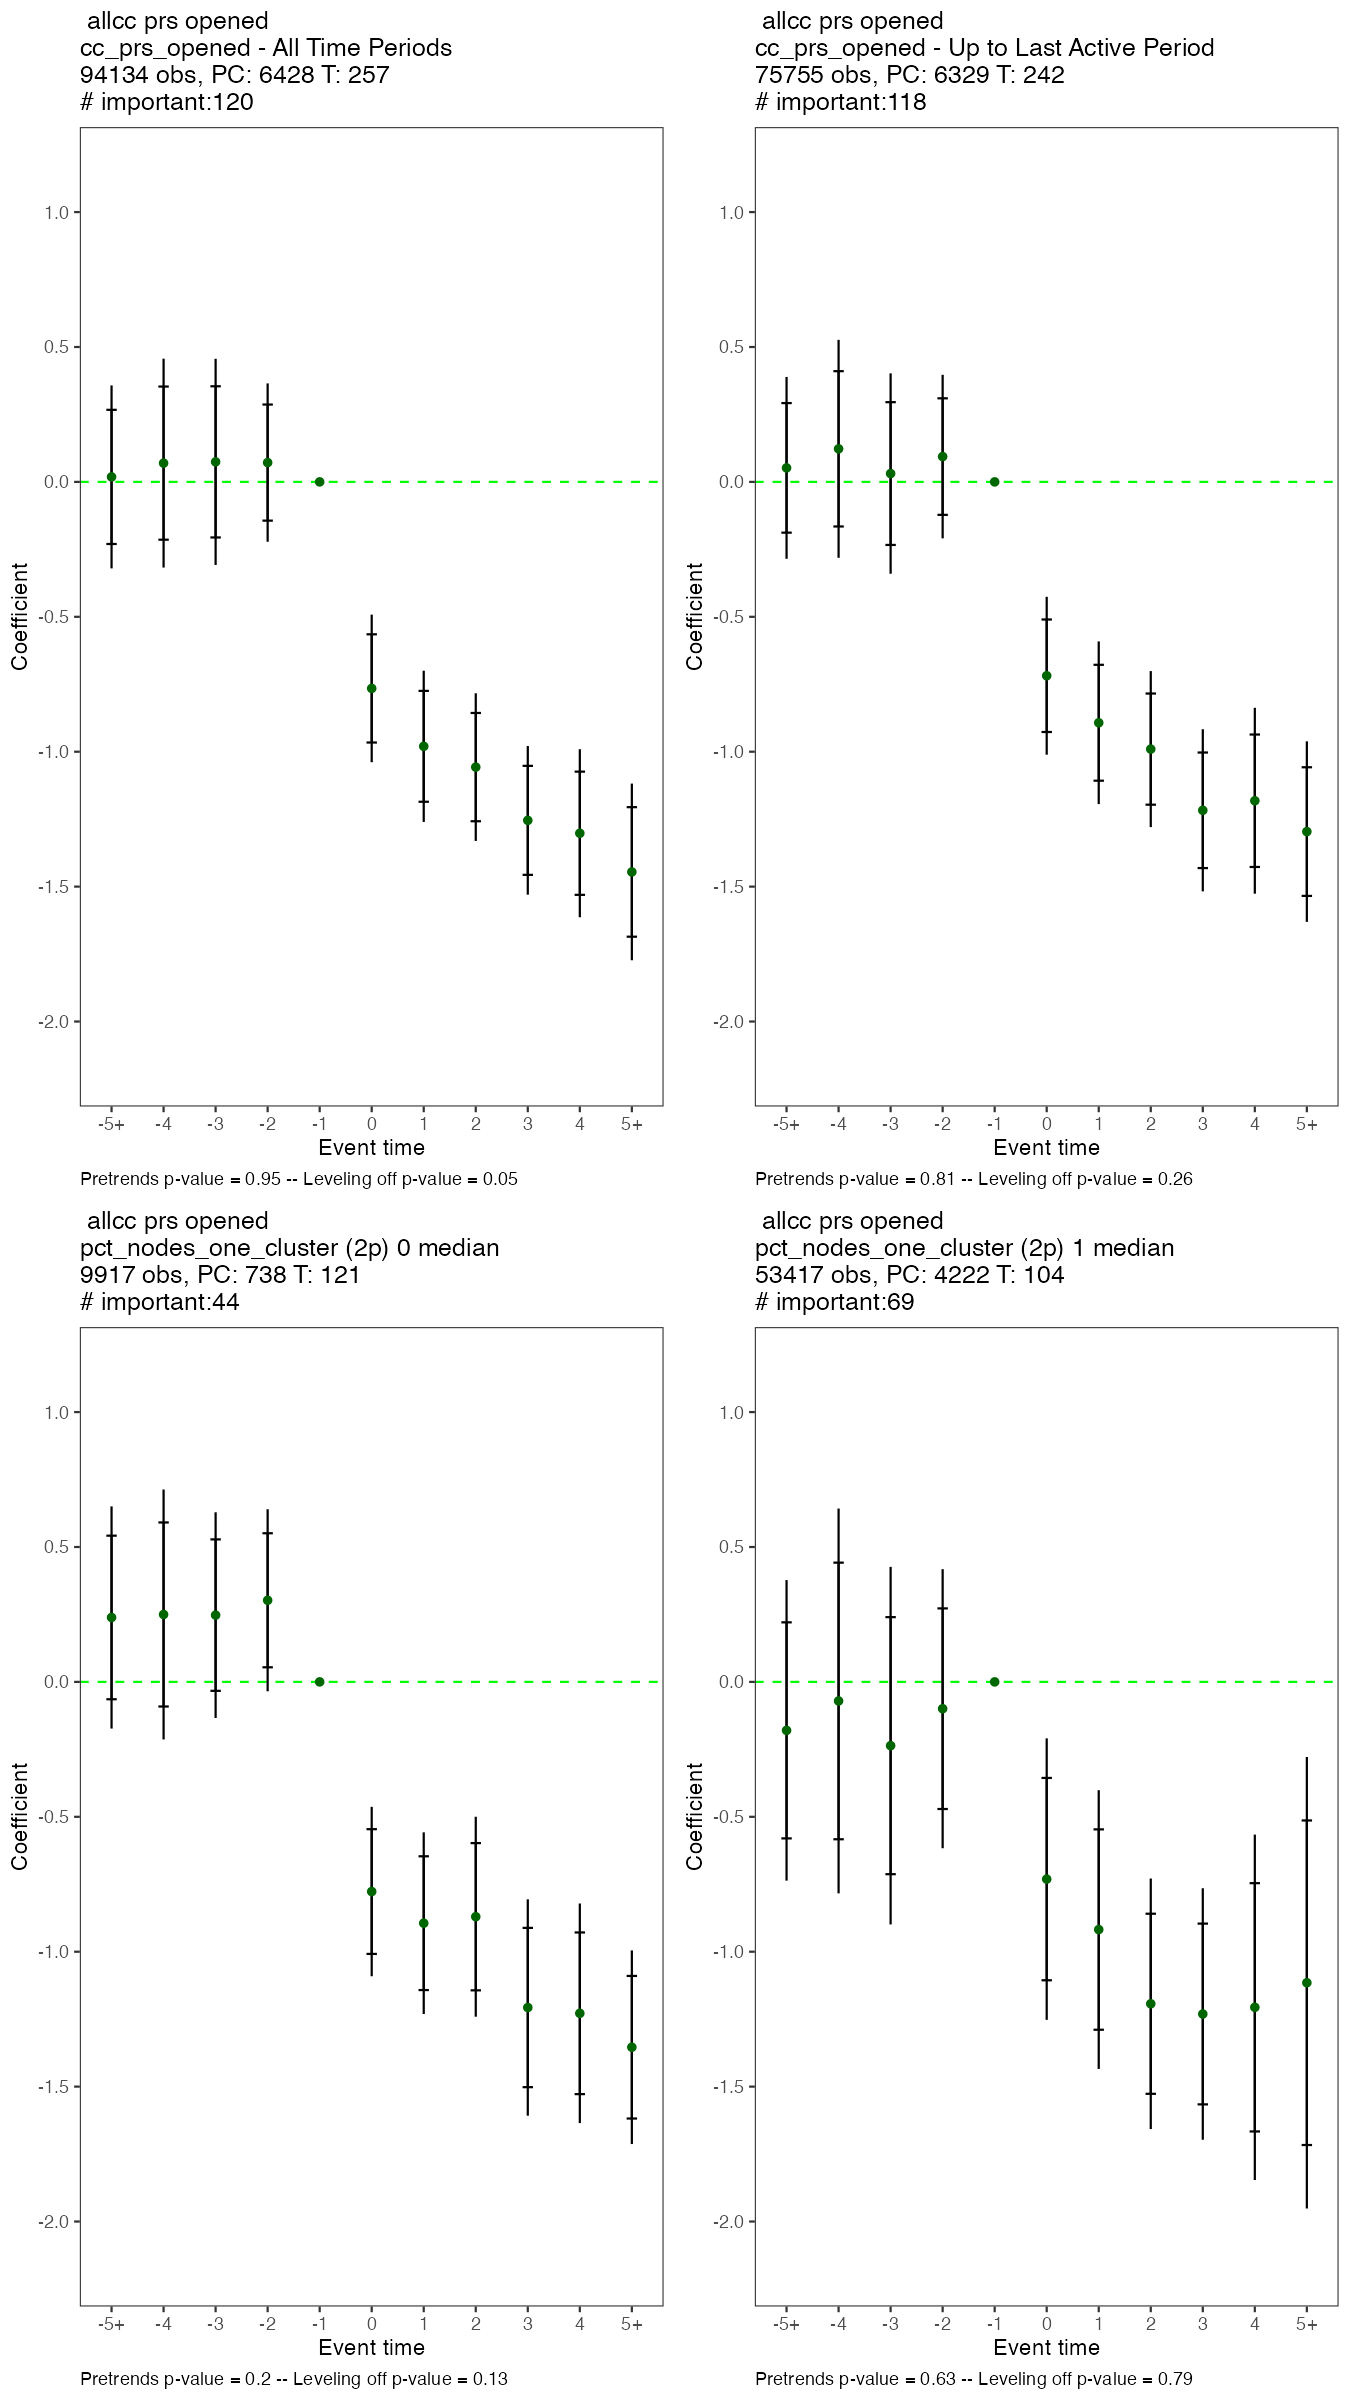 allcc prs opened
cc_prs_opened - All Time Periods
94134 obs, PC: 6428 T: 257
# important:120
1.0
0.5
0.0
-0.5
-1.0
-1.5
-2.0
Coefficient
-5+ -4 -3 -2 -1 0 1 2 3 4 5+
Event time
Pretrends p-value = 0.95 -- Leveling off p-value = 0.05
allcc prs opened
cc_prs_opened - Up to Last Active Period
75755 obs, PC: 6329 T: 242
# important:118
1.0
0.5
0.0
-0.5
-1.0
-1.5
-2.0
Coefficient
-5+ -4 -3 -2 -1 0 1 2 3 4 5+
Event time
Pretrends p-value = 0.81 -- Leveling off p-value = 0.26
allcc prs opened
pct_nodes_one_cluster (2p) 0 median
9917 obs, PC: 738 T: 121
# important:44
1.0
0.5
0.0
-0.5
-1.0
-1.5
-2.0
Coefficient
-5+ -4 -3 -2 -1 0 1 2 3 4 5+
Event time
Pretrends p-value = 0.2 -- Leveling off p-value = 0.13
allcc prs opened
pct_nodes_one_cluster (2p) 1 median
53417 obs, PC: 4222 T: 104
# important:69
1.0
0.5
0.0
-0.5
-1.0
-1.5
-2.0
Coefficient
-5+ -4 -3 -2 -1 0 1 2 3 4 5+
Event time
Pretrends p-value = 0.63 -- Leveling off p-value = 0.79